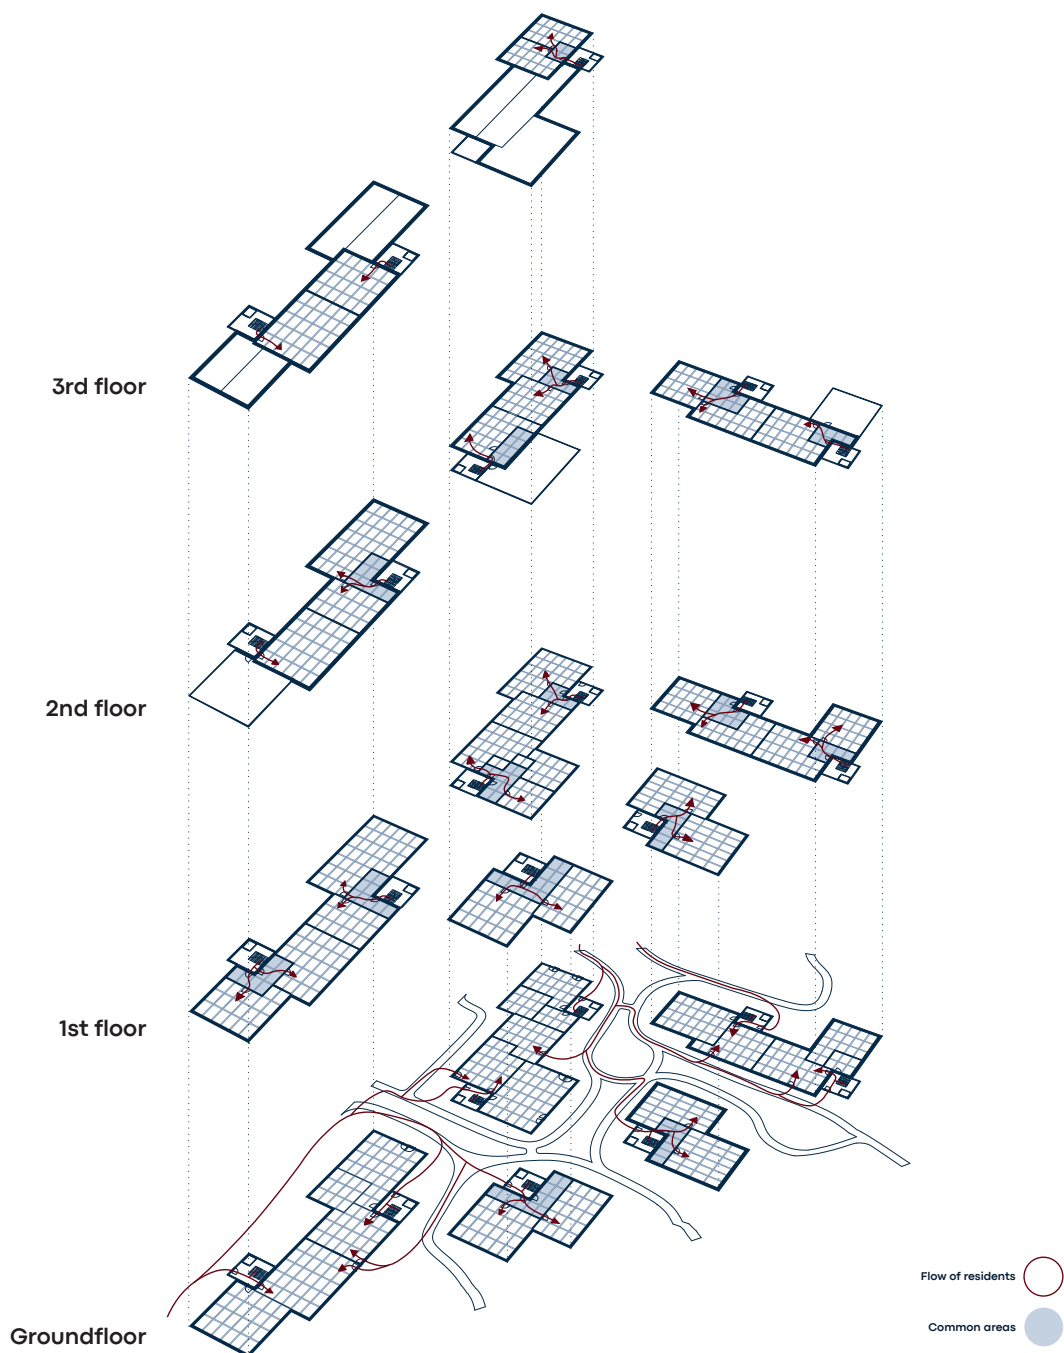 3rd floor
2nd floor
1st floor
Flow of residents
Common areas
Groundfloor